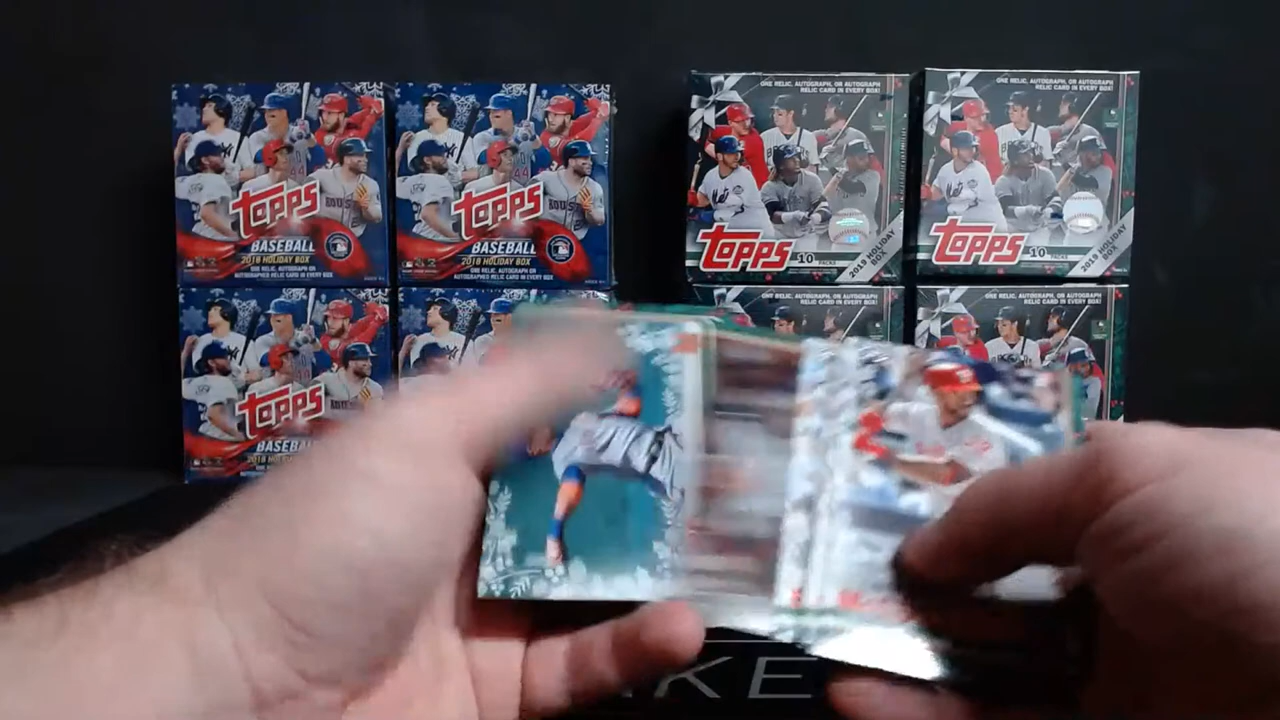 topps
BASEBALL
2018 HOLIDAY BOX
ONE RELIC, AUTOGRAPH OR
AUTOGRAPHED RELIC CARD IN EVERY BOX
topps
BASEBALL
2018 HOLIDAY BOX
ONE RELIC, AUTOGRAPH OR
AUTOGRAPHED RELIC CARD IN EVERY BOX
ONE RELIC, AUTOGRAPH, OR AUTOGRAPH
RELIC CARD IN EVERY BOX!
Mets
TOPPS
10 PACKS
2019 HOLIDAY
BOX
ONE RELIC, AUTOGRAPH, OR AUTOGRAPH
RELIC CARD IN EVERY BOX!
TOPPS
10 PACKS
2019 HOLIDAY
BOX
topps
BASEBALL
ONE RELIC, AUTOGRAPH, OR AUTOGRAPH
RELIC CARD IN EVERY BOX!
ONE RELIC, AUTOGRAPH, OR AUTOGRAPH
RELIC CARD IN EVERY BOX!
KE